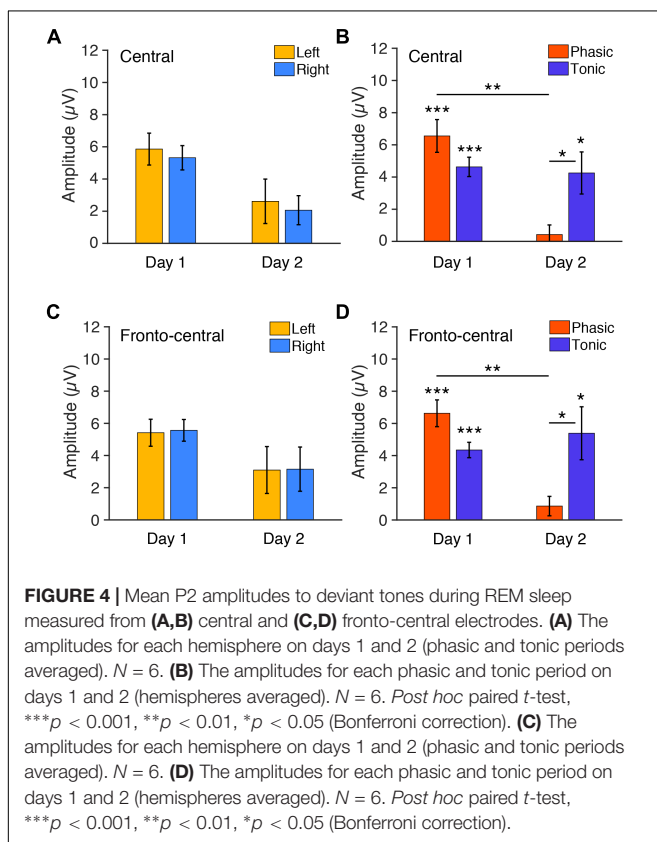 A
Central
Left
Right
Amplitude (µV)
12
10
8
6
4
2
0
Day 1 Day 2
B
Central
Phasic
Tonic
Amplitude (µV)
12
10
8
6
4
2
0
**
***
***
*
*
Day 1 Day 2
C
Fronto-central
Left
Right
Amplitude (µV)
12
10
8
6
4
2
0
Day 1 Day 2
D
Fronto-central
Phasic
Tonic
Amplitude (µV)
12
10
8
6
4
2
0
**
***
***
*
*
Day 1 Day 2
FIGURE 4 | Mean P2 amplitudes to deviant tones during REM sleep
measured from (A,B) central and (C,D) fronto-central electrodes. (A) The
amplitudes for each hemisphere on days 1 and 2 (phasic and tonic periods
averaged). N = 6. (B) The amplitudes for each phasic and tonic period on
days 1 and 2 (hemispheres averaged). N = 6. Post hoc paired t-test,
***p < 0.001, **p < 0.01, *p < 0.05 (Bonferroni correction). (C) The
amplitudes for each hemisphere on days 1 and 2 (phasic and tonic periods
averaged). N = 6. (D) The amplitudes for each phasic and tonic period on
days 1 and 2 (hemispheres averaged). N = 6. Post hoc paired t-test,
***p < 0.001, **p < 0.01, *p < 0.05 (Bonferroni correction).